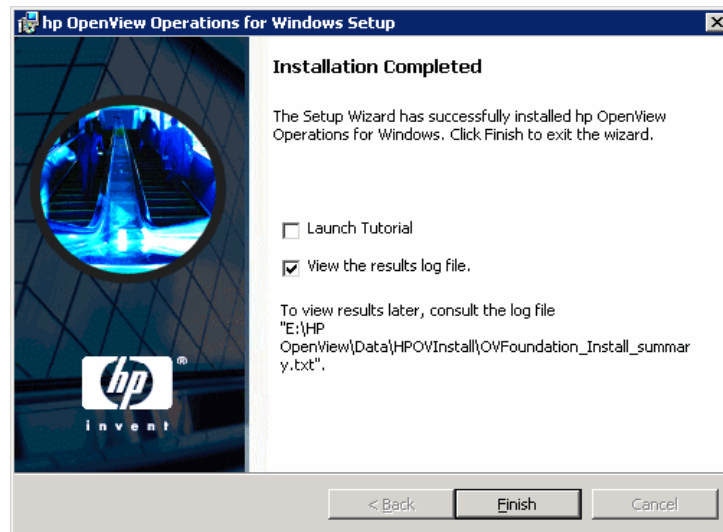 hp OpenView Operations for Windows Setup
Installation Completed
The Setup Wizard has successfully installed hp OpenView
Operations for Windows. Click Finish to exit the wizard.
Launch Tutorial
View the results log file.
To view results later, consult the log file
"E:\HP
OpenView\Data\HPOVInstall\OVFoundation_Install_summar
y.txt".
hp ®
invent
< Back Finish Cancel